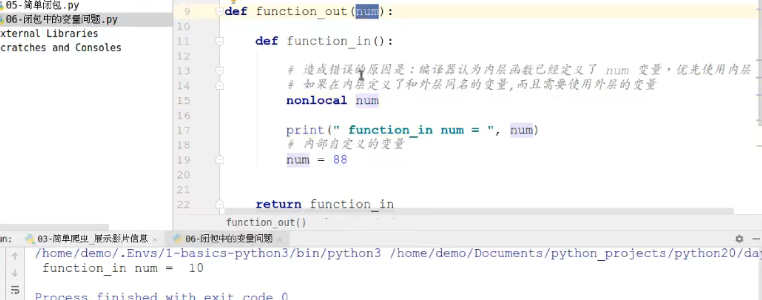 05-简单闭包.py
06-闭包中的变量问题.py
External Libraries
Scratches and Consoles
9 def function_out(num):
10
11 def function_in():
12
13 # 造成错误的原因是：编译器认为内层函数已经定义了 num 变量，优先使用内层
14 # 如果在内层定义了和外层同名的变量,而且需要使用外层的变量
15 nonlocal num
16
17 print(" function_in num = ", num)
18 # 内部自定义的变量
19 num = 88
20
21
22 return function_in
function_out()
un: 03-简单爬虫_展示影片信息 × 06-闭包中的变量问题 ×
/home/demo/.Envs/1-basics-python3/bin/python3 /home/demo/Documents/python_projects/python20/day
function_in num = 10
Process finished with exit code 0